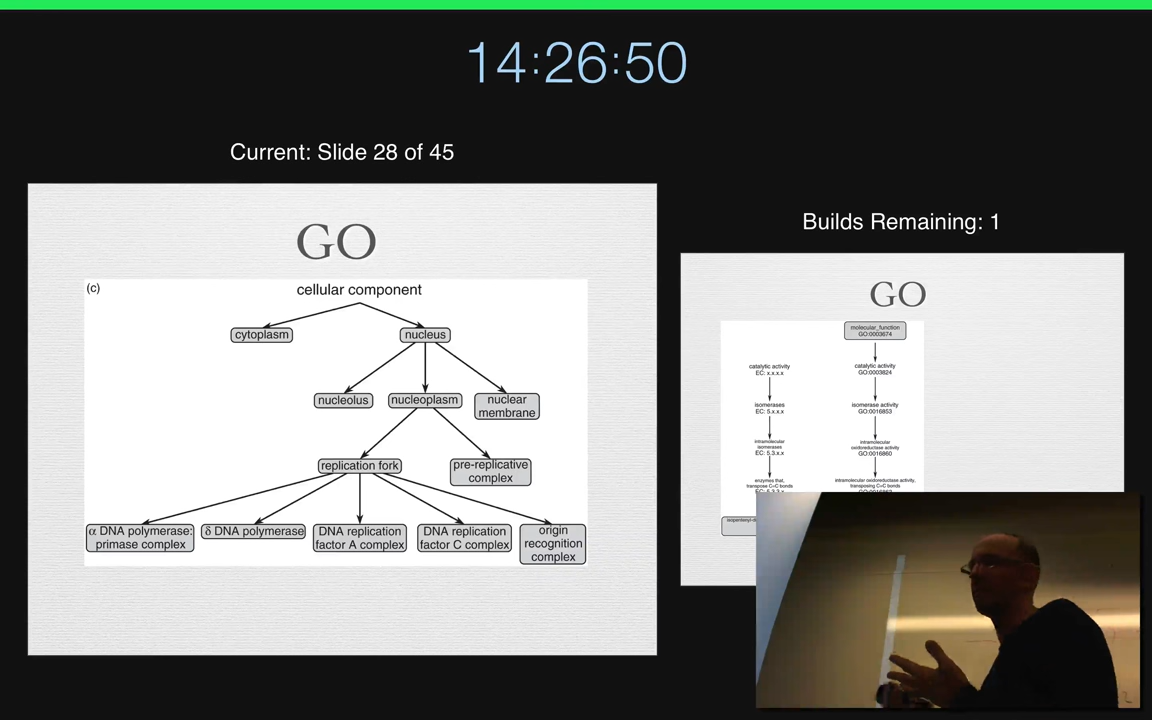 14:26:50
Current: Slide 28 of 45
GO
(c)
cellular component
cytoplasm
nucleus
nucleolus
nucleoplasm
nuclear
membrane
replication fork
pre-replicative
complex
α DNA polymerase:
primase complex
δ DNA polymerase
DNA replication
factor A complex
DNA replication
factor C complex
origin
recognition
complex
Builds Remaining: 1
GO
molecular_function
GO:0003674
catalytic activity
EC: x.x.x.x
catalytic activity
GO:0003824
isomerases
EC: 5.x.x.x
isomerase activity
GO:0016853
intramolecular
isomerases
EC: 5.3.x.x
intramolecular
oxidoreductase activity
GO:0016860
enzymes that,
transpose C=C bonds
intramolecular oxidoreductase activity,
transposing C=C bonds